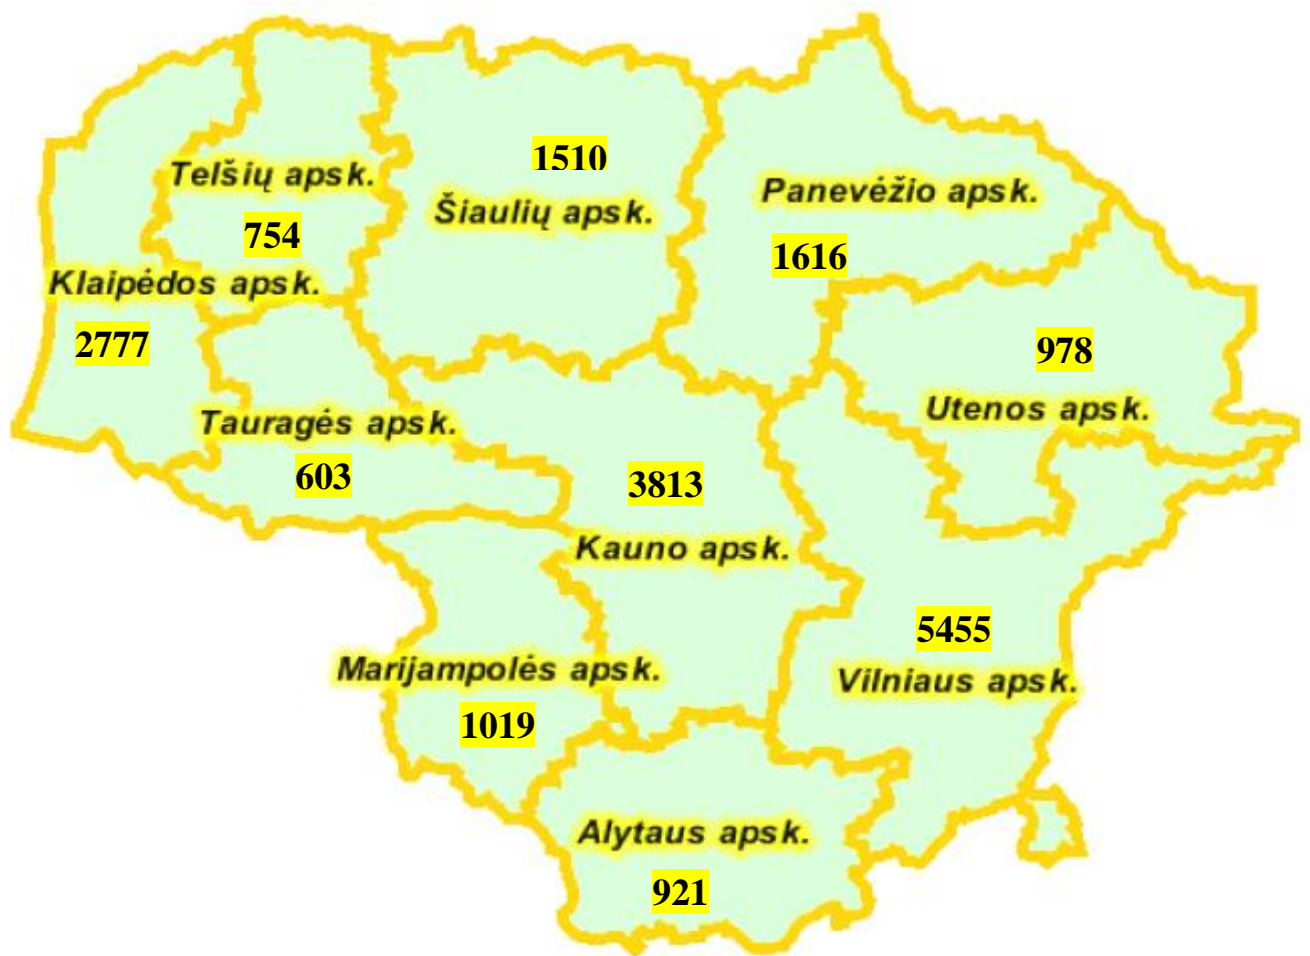 1510
Telšių apsk.
Šiaulių apsk.
Panevėžio apsk.
754
1616
Klaipėdos apsk.
2777
978
Utenos apsk.
Tauragės apsk.
603
3813
Kauno apsk.
5455
Marijampolės apsk.
Vilniaus apsk.
1019
Alytaus apsk.
921